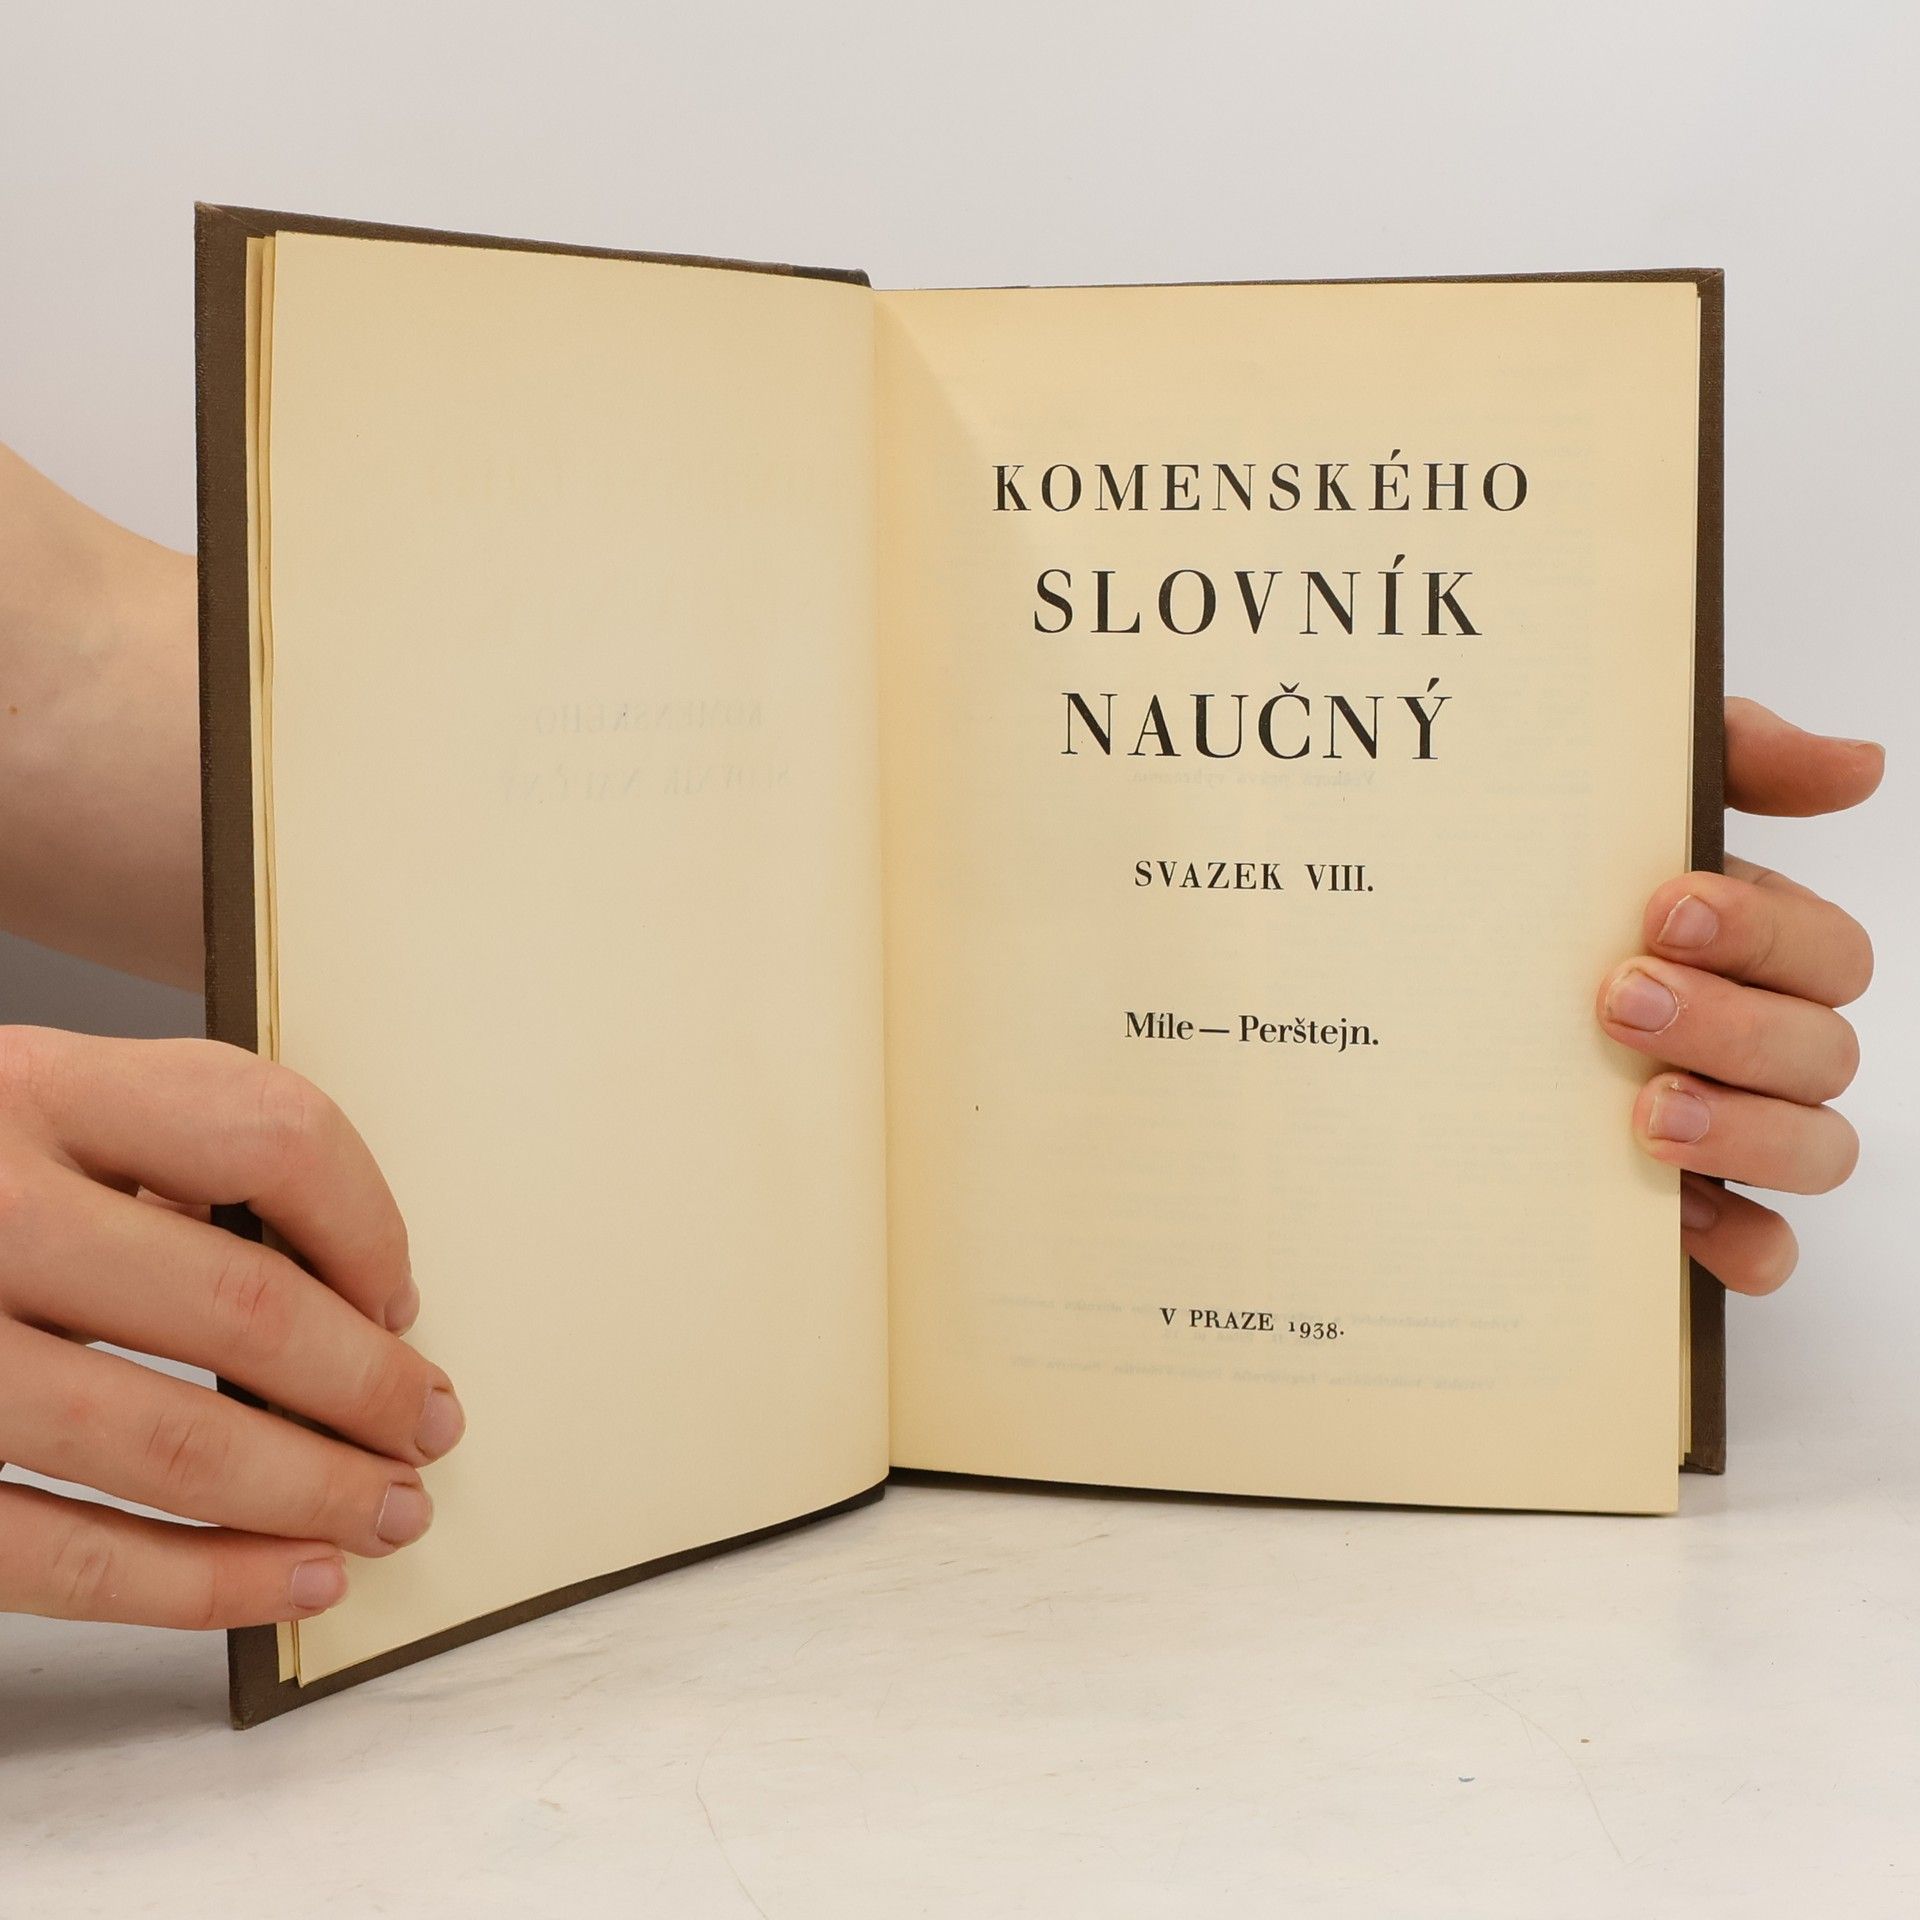 KOMENSKÉHO
SLOVNÍK
NAUČNÝ
SVAZEK VIII.
Míle — Perštejn.
V PRAZE 1938.